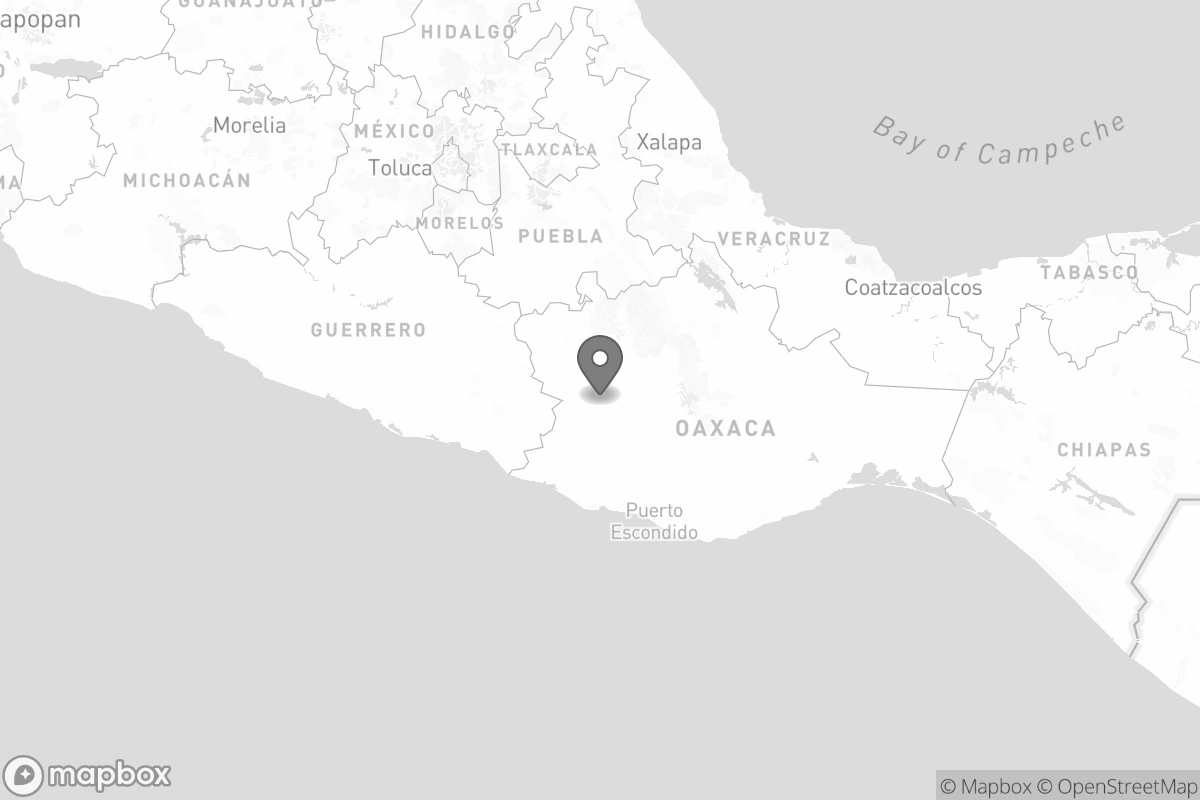 GUANAJUATO
apopan
HIDALGO
O
Morelia
MÉXICO
Bay of Campeche
Xalapa
TLAXCALA
Toluca
MICHOACÁN
MA
MORELOS
PUEBLA
VERACRUZ
TABASCO
Coatzacoalcos
GUERRERO
OAXACA
CHIAPAS
Puerto
Escondido
mapbox
© Mapbox © OpenStreetMap